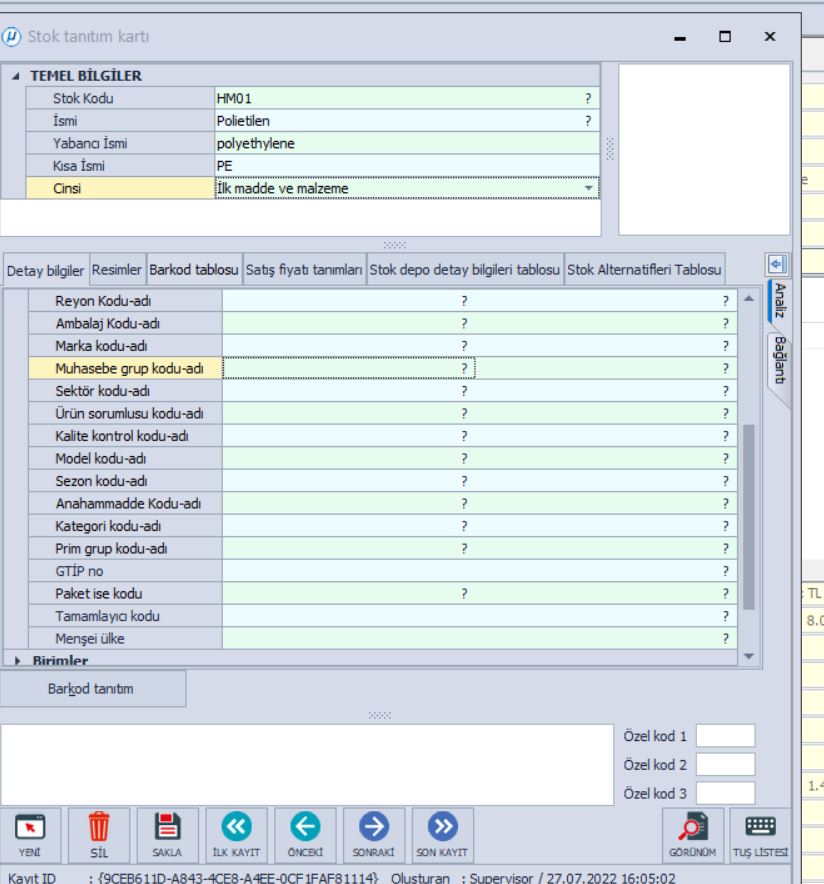 µ Stok tanıtım kartı
TEMEL BİLGİLER
Stok Kodu HM01 ?
İsmi Polietilen ?
Yabancı İsmi polyethylene
Kısa İsmi PE
Cinsi İlk madde ve malzeme
Detay bilgiler Resimler Barkod tablosu Satış fiyatı tanımları Stok depo detay bilgileri tablosu Stok Alternatifleri Tablosu
Analiz
Bağlantı
Reyon Kodu-adı ? ?
Ambalaj Kodu-adı ? ?
Marka kodu-adı ? ?
Muhasebe grup kodu-adı ? ?
Sektör kodu-adı ? ?
Ürün sorumlusu kodu-adı ? ?
Kalite kontrol kodu-adı ? ?
Model kodu-adı ? ?
Sezon kodu-adı ? ?
Anahammadde Kodu-adı ? ?
Kategori kodu-adı ? ?
Prim grup kodu-adı ? ?
GTİP no ?
Paket ise kodu ? ?
Tamamlayıcı kodu ?
Menşei ülke ?
Birimler
Barkod tanıtım
Özel kod 1
Özel kod 2
Özel kod 3
YENİ SİL SAKLA İLK KAYIT ÖNCEKİ SONRAKİ SON KAYIT GÖRÜNÜM TUŞ LİSTESİ
Kayıt ID : {9CEB611D-A843-4CE8-A4EE-0CF1FAF81114} Oluşturan : Supervisor / 27.07.2022 16:05:02
e
: TL
8.0
1.4